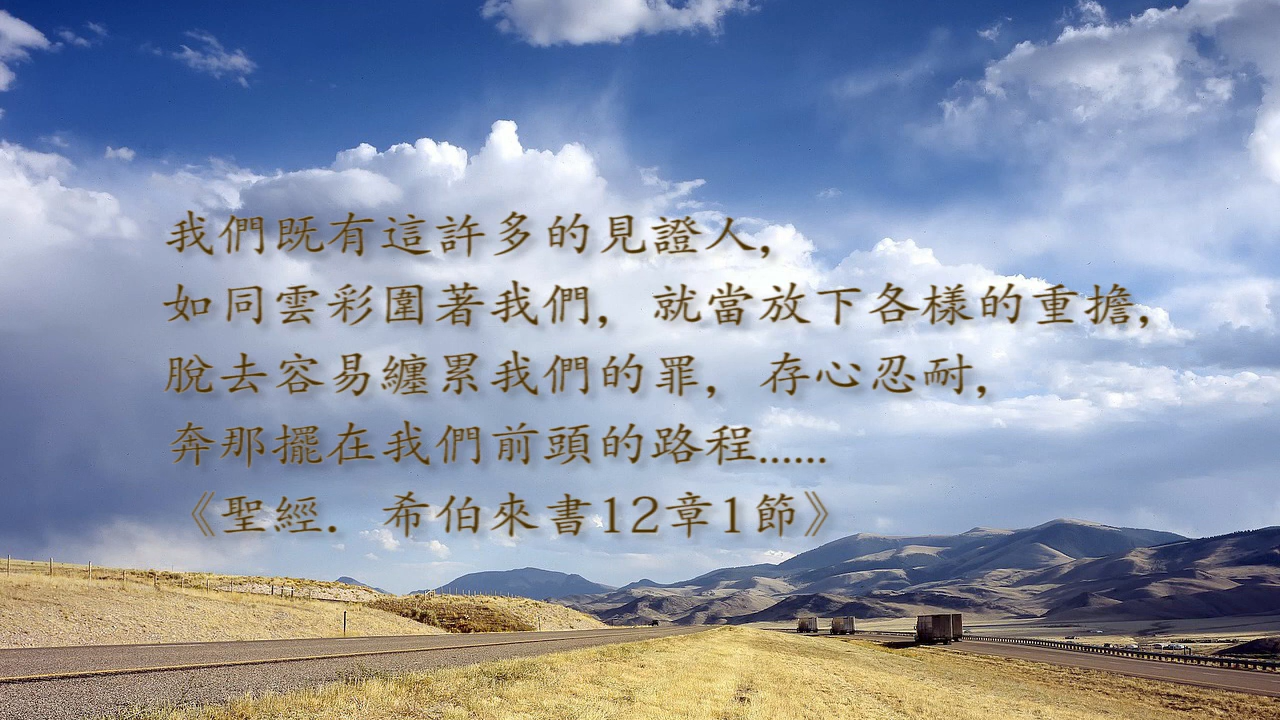 我們既有這許多的見證人,
如同雲彩圍著我們, 就當放下各樣的重擔,
脫去容易纏累我們的罪, 存心忍耐,
奔那擺在我們前頭的路程......
《聖經. 希伯來書12章1節》